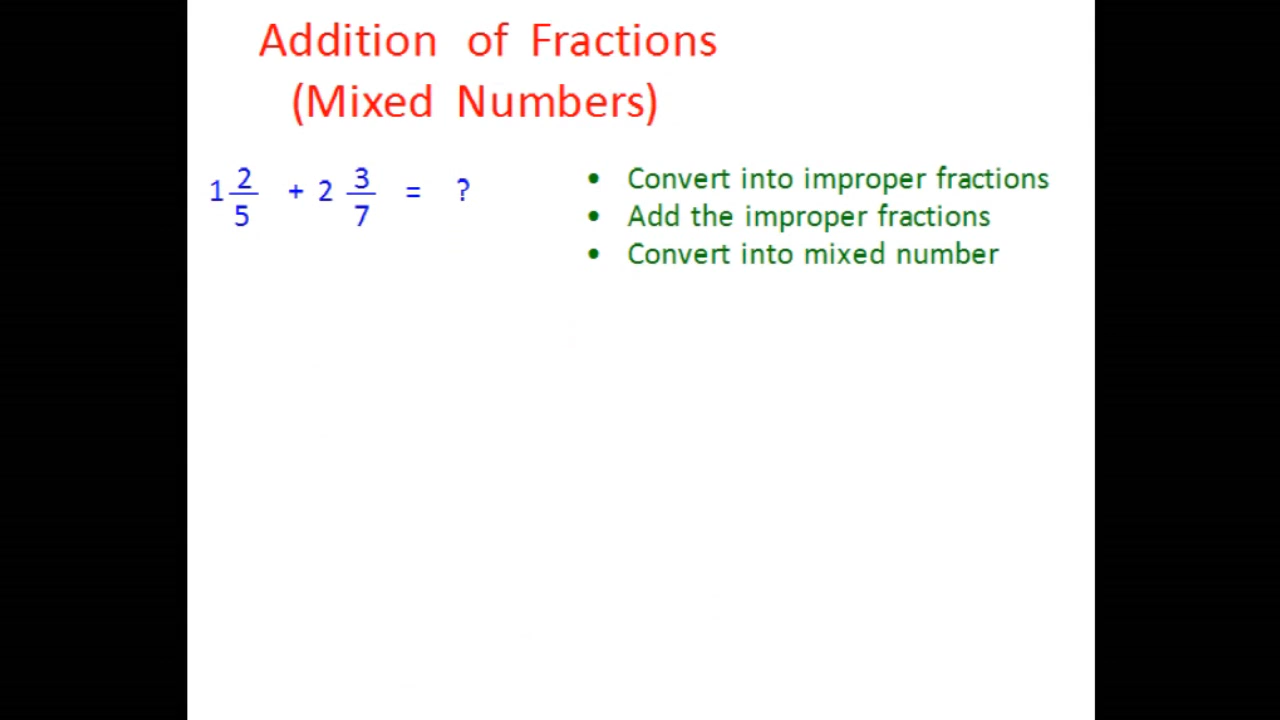 Addition of Fractions
(Mixed Numbers)
1 2/5 + 2 3/7 = ?
• Convert into improper fractions
• Add the improper fractions
• Convert into mixed number